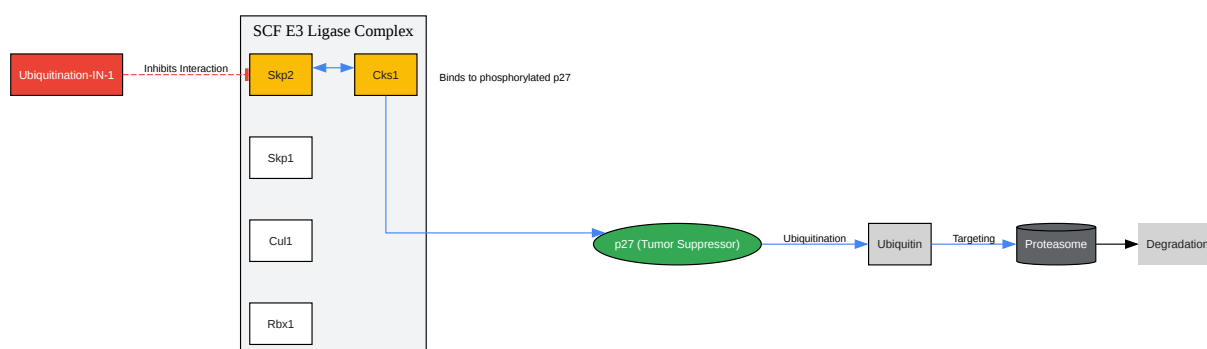 SCF E3 Ligase Complex
Ubiquitination-IN-1
Inhibits Interaction
Skp2
Cks1
Binds to phosphorylated p27
Skp1
Cul1
p27 (Tumor Suppressor)
Ubiquitination
Ubiquitin
Targeting
Proteasome
Degradation
Rbx1